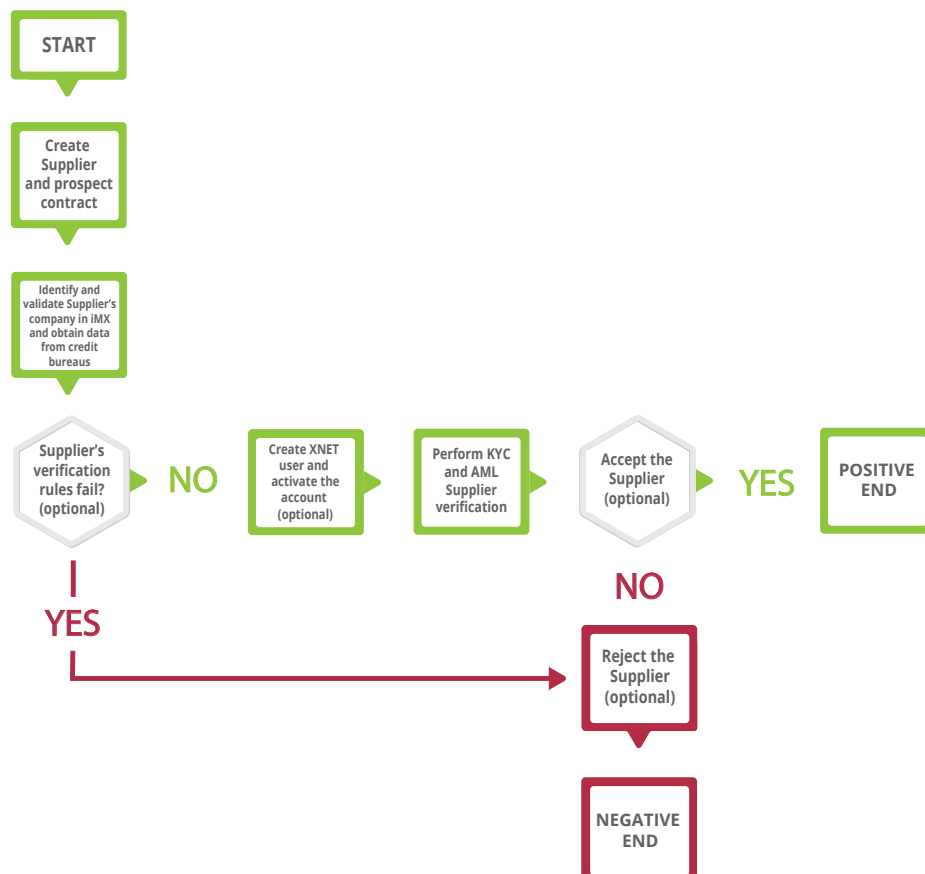 START
Create
Supplier
and prospect
contract
Identify and
validate Supplier's
company in iMX
and obtain data
from credit
bureaus
Supplier's
verification
rules fail?
(optional)
NO
Create XNET
user and
activate the
account
(optional)
Perform KYC
and AML
Supplier
verification
Accept the
Supplier
(optional)
YES
POSITIVE
END
YES
NO
Reject the
Supplier
(optional)
NEGATIVE
END